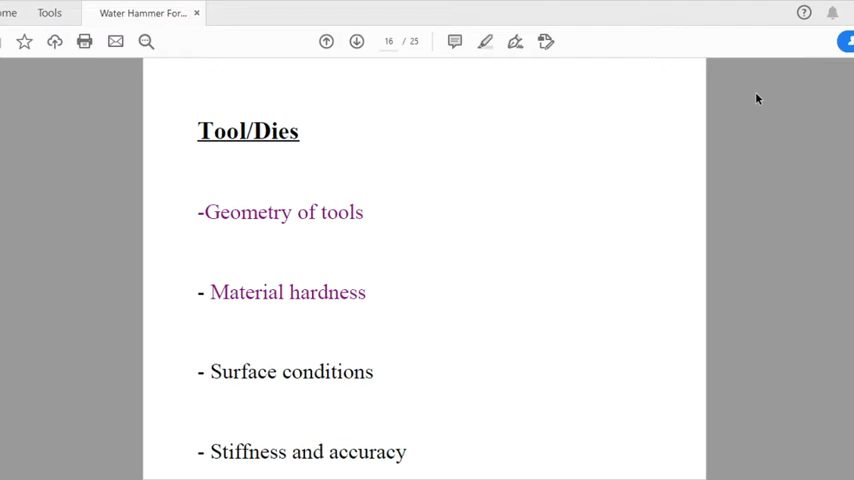 ome Tools Water Hammer For... ×
16 / 25
Tool/Dies
-Geometry of tools
- Material hardness
- Surface conditions
- Stiffness and accuracy